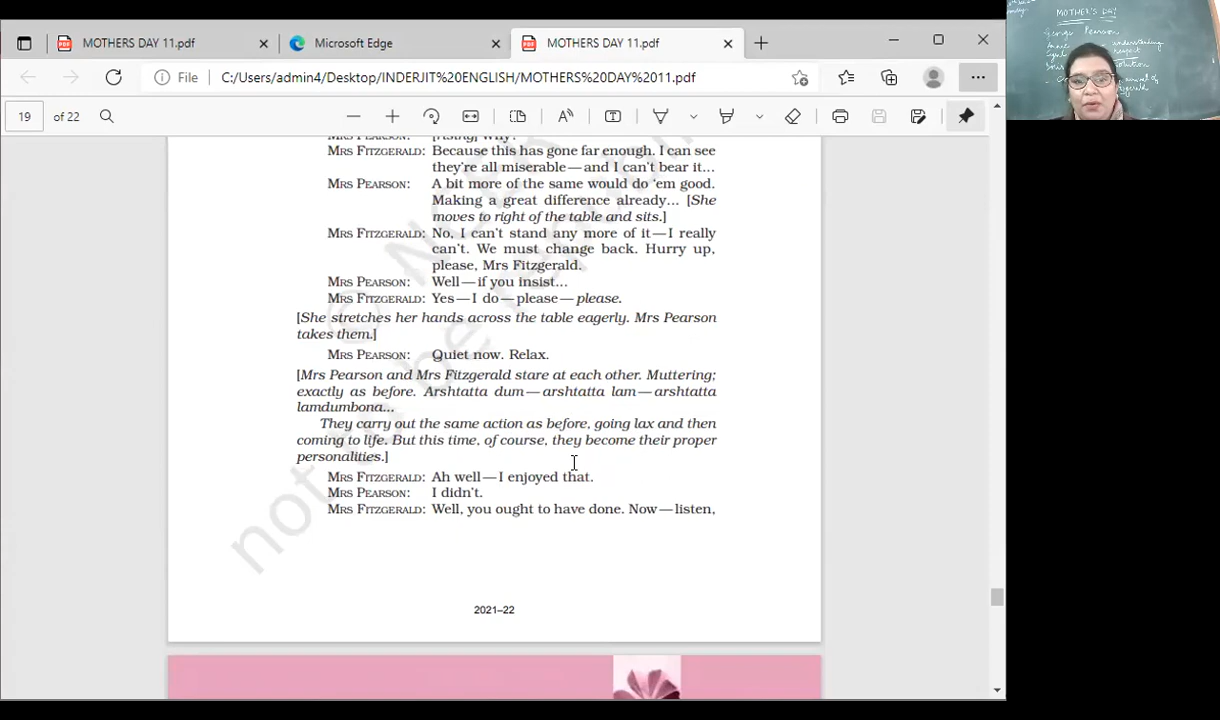 MOTHERS DAY 11.pdf
Microsoft Edge
MOTHERS DAY 11.pdf
File
C:/Users/admin4/Desktop/INDERJIT%20ENGLISH/MOTHERS%20DAY%2011.pdf
19 of 22
MRS PEARSON: [rising] Why?
MRS FITZGERALD: Because this has gone far enough. I can see
they're all miserable—and I can't bear it...
MRS PEARSON: A bit more of the same would do 'em good.
Making a great difference already... [She
moves to right of the table and sits.]
MRS FITZGERALD: No, I can't stand any more of it—I really
can't. We must change back. Hurry up,
please, Mrs Fitzgerald.
MRS PEARSON: Well—if you insist...
MRS FITZGERALD: Yes—I do—please—please.
[She stretches her hands across the table eagerly. Mrs Pearson
takes them.]
MRS PEARSON: Quiet now. Relax.
[Mrs Pearson and Mrs Fitzgerald stare at each other. Muttering;
exactly as before. Arshtatta dum—arshtatta lam—arshtatta
lamdumbona...
They carry out the same action as before, going lax and then
coming to life. But this time, of course, they become their proper
personalities.]
MRS FITZGERALD: Ah well—I enjoyed that.
MRS PEARSON: I didn't.
MRS FITZGERALD: Well, you ought to have done. Now—listen,
2021–22
MOTHER'S DAY
George Pearson
understanding
respect